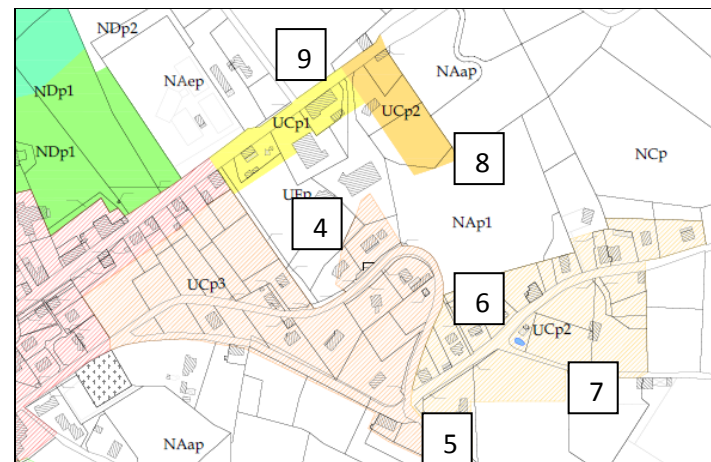 NDp2
9
NAep
NAap
NDp1
UCp2
UCp1
NDp1
8
NCp
UEp
4
NAp1
UCp3
6
UCp2
7
5
NAap